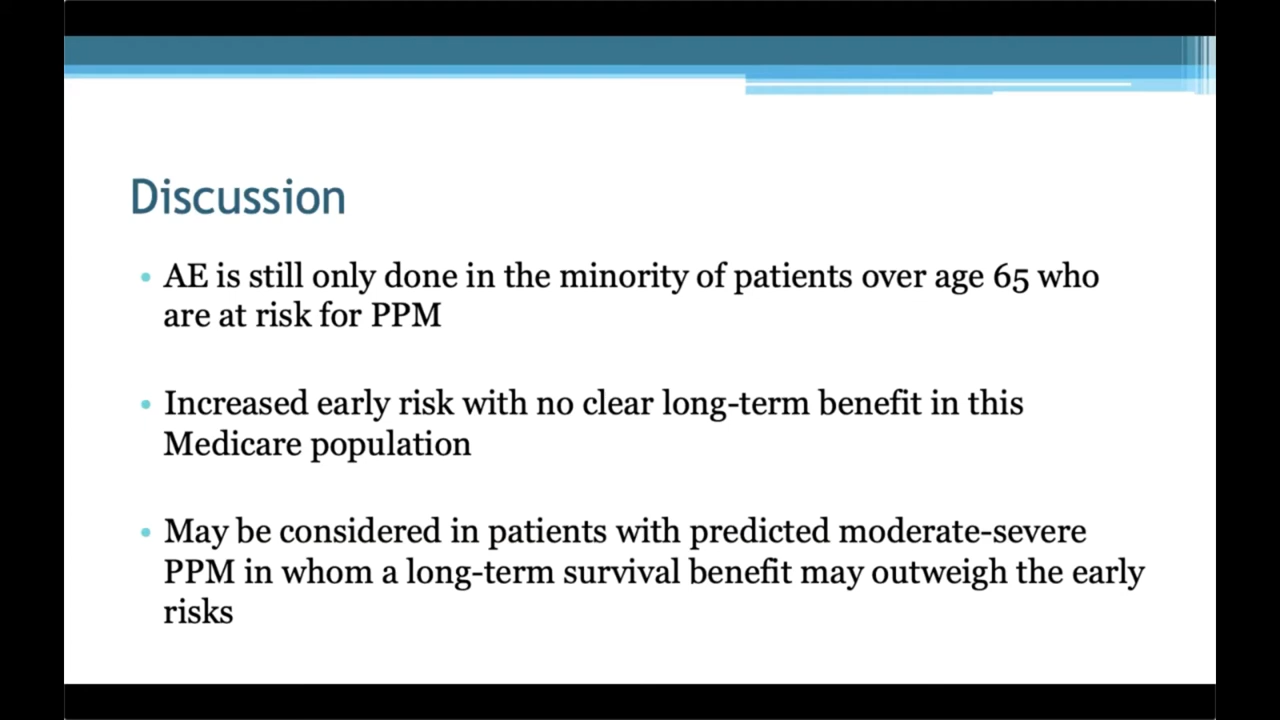 Discussion
• AE is still only done in the minority of patients over age 65 who
are at risk for PPM
• Increased early risk with no clear long-term benefit in this
Medicare population
• May be considered in patients with predicted moderate-severe
PPM in whom a long-term survival benefit may outweigh the early
risks